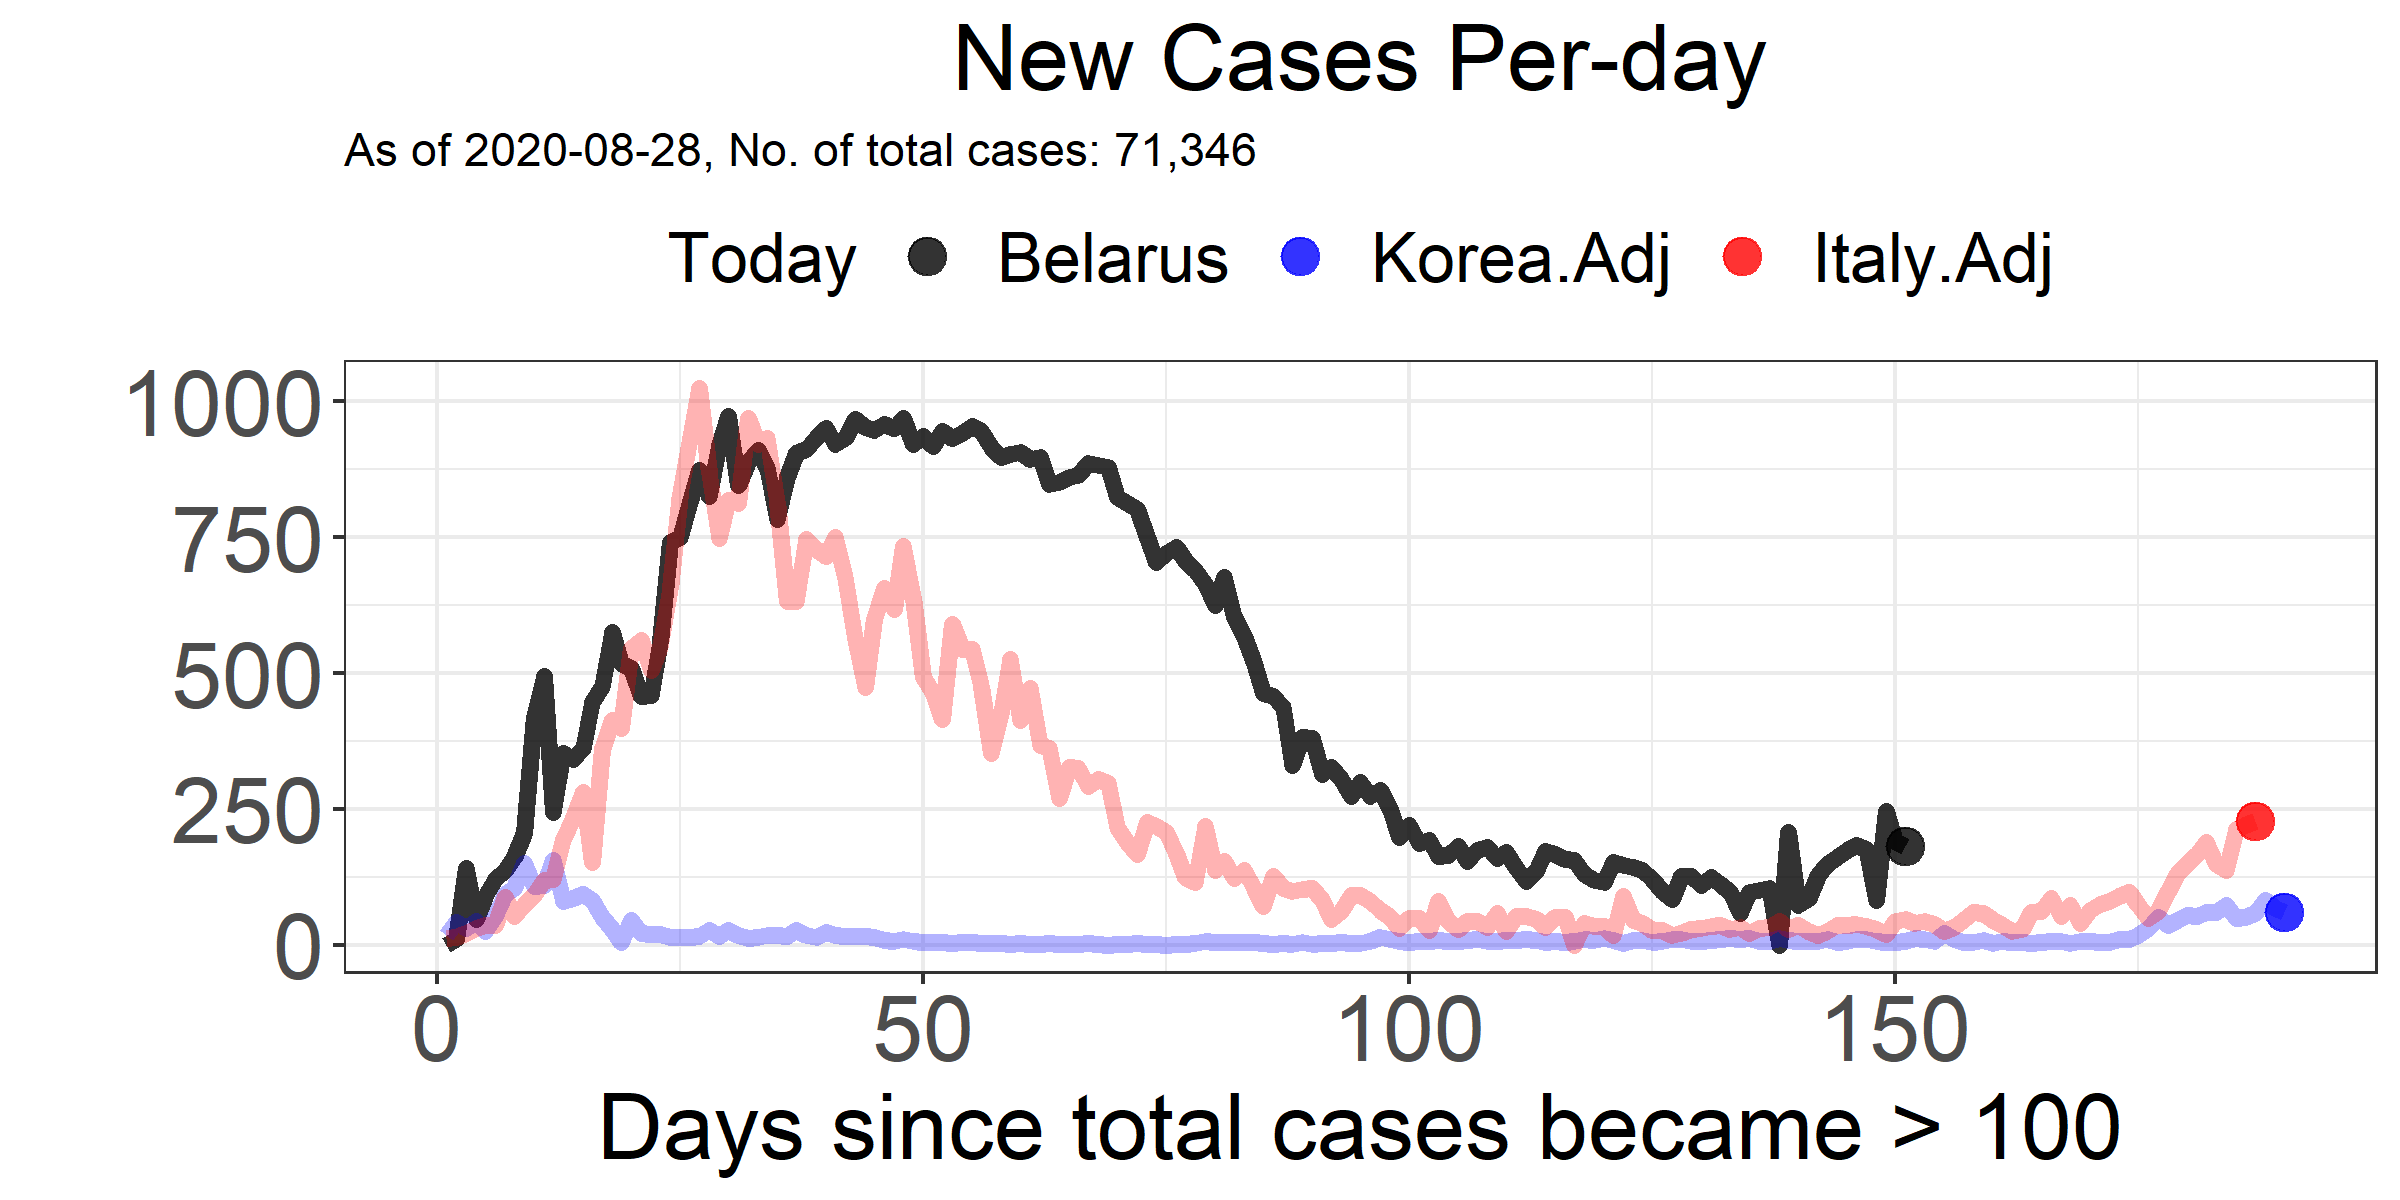 New Cases Per-day
As of 2020-08-28, No. of total cases: 71,346
Today Belarus Korea.Adj Italy.Adj
1000
750
500
250
0
0 50 100 150
Days since total cases became > 100